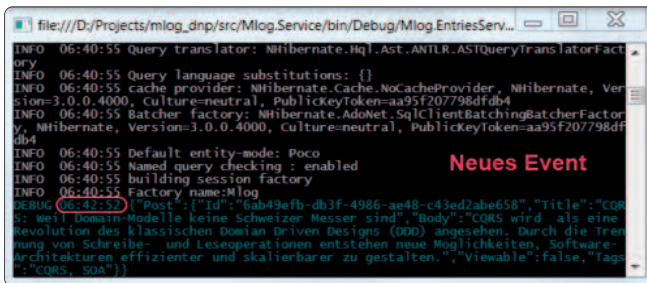 file:///D:/Projects/mlog_dnp/src/Mlog.Service/bin/Debug/Mlog.EntriesServ...
INFO 06:40:55 Query translator: NHibernate.Hql.Ast.ANTLR.ASTQueryTranslatorFact
ory
INFO 06:40:55 Query language substitutions: {}
INFO 06:40:55 cache provider: NHibernate.Cache.NoCacheProvider, NHibernate, Ver
sion=3.0.0.4000, Culture=neutral, PublicKeyToken=aa95f207798dfdb4
INFO 06:40:55 Batcher factory: NHibernate.AdoNet.SqlClientBatchingBatcherFactor
y, NHibernate, Version=3.0.0.4000, Culture=neutral, PublicKeyToken=aa95f207798df
db4
INFO 06:40:55 Default entity-mode: Poco
INFO 06:40:55 Named query checking : enabled
INFO 06:40:55 building session factory
INFO 06:40:55 Factory name:Mlog
Neues Event
DEBUG 06:42:52 {"Post":{"Id":"6ab49efb-db3f-4986-ae48-c43ed2abe658","Title":"CQR
S: Weil Domain-Modelle keine Schweizer Messer sind","Body":"CQRS wird als eine
Revolution des klassischen Domian Driven Designs (DDD) angesehen. Durch die Tren
nung von Schreibe- und Leseoperationen entstehen neue Möglichkeiten, Software-
Architekturen effizienter und skalierbarer zu gestalten.","Viewable":false,"Tags
":"CQRS, SOA"}}